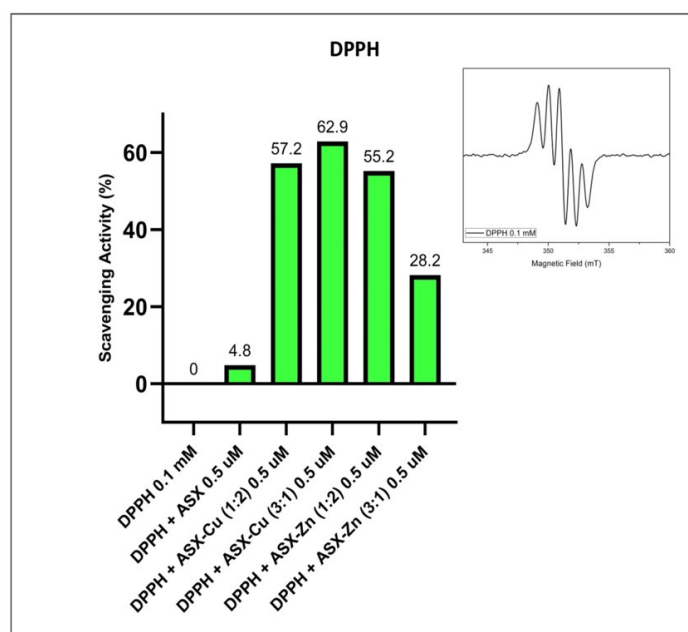 DPPH
Scavenging Activity (%)
60
40
20
0
0
4.8
57.2
62.9
55.2
28.2
DPPH 0.1 mM
DPPH + ASX 0.5 uM
DPPH + ASX-Cu (1:2) 0.5 uM
DPPH + ASX-Cu (3:1) 0.5 uM
DPPH + ASX-Zn (1:2) 0.5 uM
DPPH + ASX-Zn (3:1) 0.5 uM
DPPH 0.1 mM
345
350
355
360
Magnetic Field (mT)